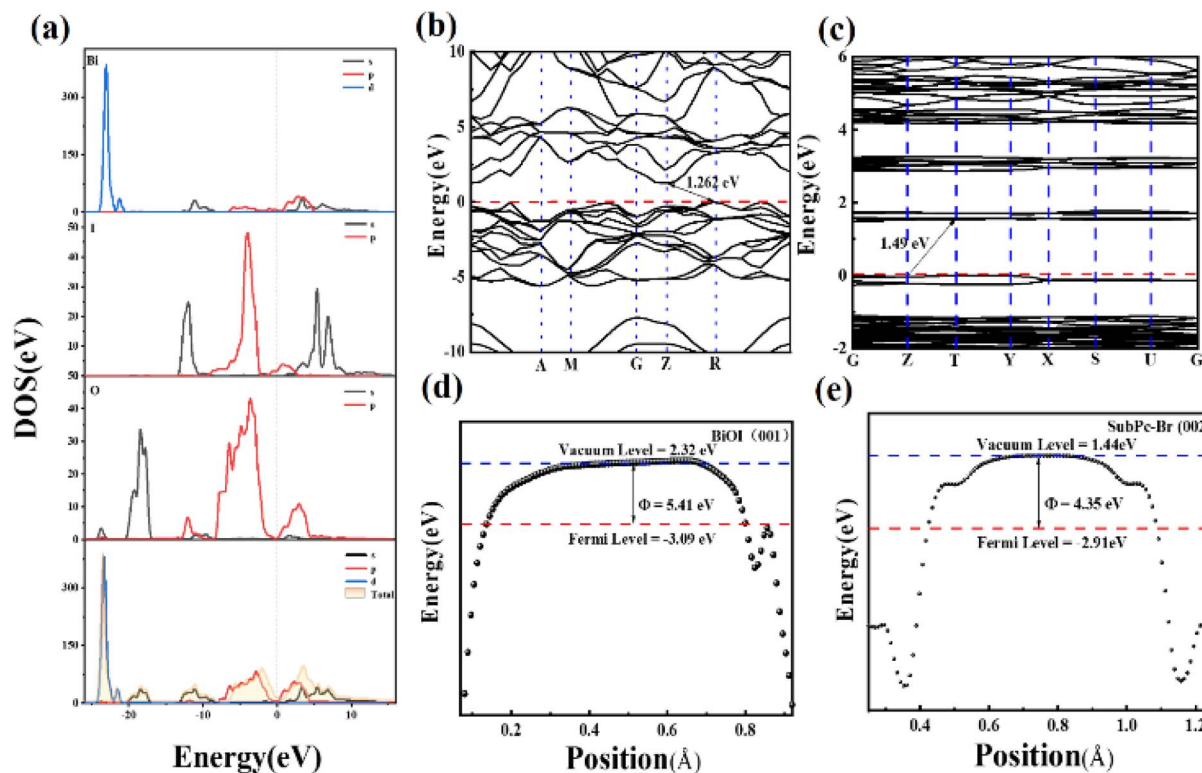 (a)
Bi
s
p
d
300
150
0
I
s
p
50
40
30
20
10
0
O
s
p
50
40
30
20
10
0
s
p
d
Total
300
150
0
-20
-10
0
10
DOS(eV)
Energy(eV)
(b)
10
5
0
-5
-10
1.262 eV
A
M
G
Z
R
Energy(eV)
(c)
6
4
2
0
-2
1.49 eV
G
Z
T
Y
X
S
U
G
Energy(eV)
(d)
BiOI (001)
Vacuum Level = 2.32 eV
Φ = 5.41 eV
Fermi Level = -3.09 eV
0.2
0.4
0.6
0.8
Energy(eV)
Position(Å)
(e)
SubPc-Br (002
Vacuum Level = 1.44eV
Φ = 4.35 eV
Fermi Level = -2.91eV
0.4
0.6
0.8
1.0
1.2
Energy(eV)
Position(Å)